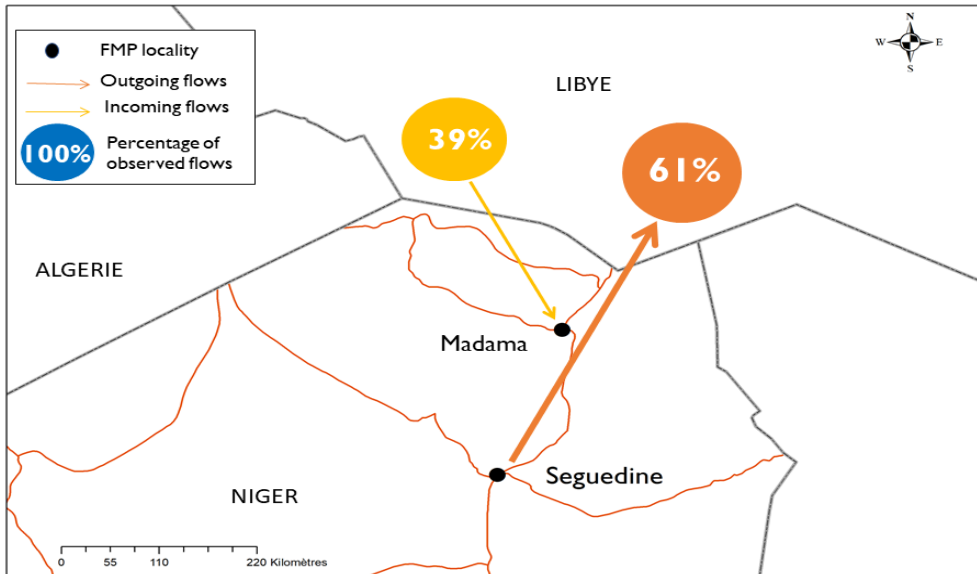 FMP locality
Outgoing flows
Incoming flows
100%
Percentage of
observed flows
N
W
E
S
LIBYE
39%
61%
ALGERIE
Madama
Seguedine
NIGER
0 55 110 220 Kilomètres